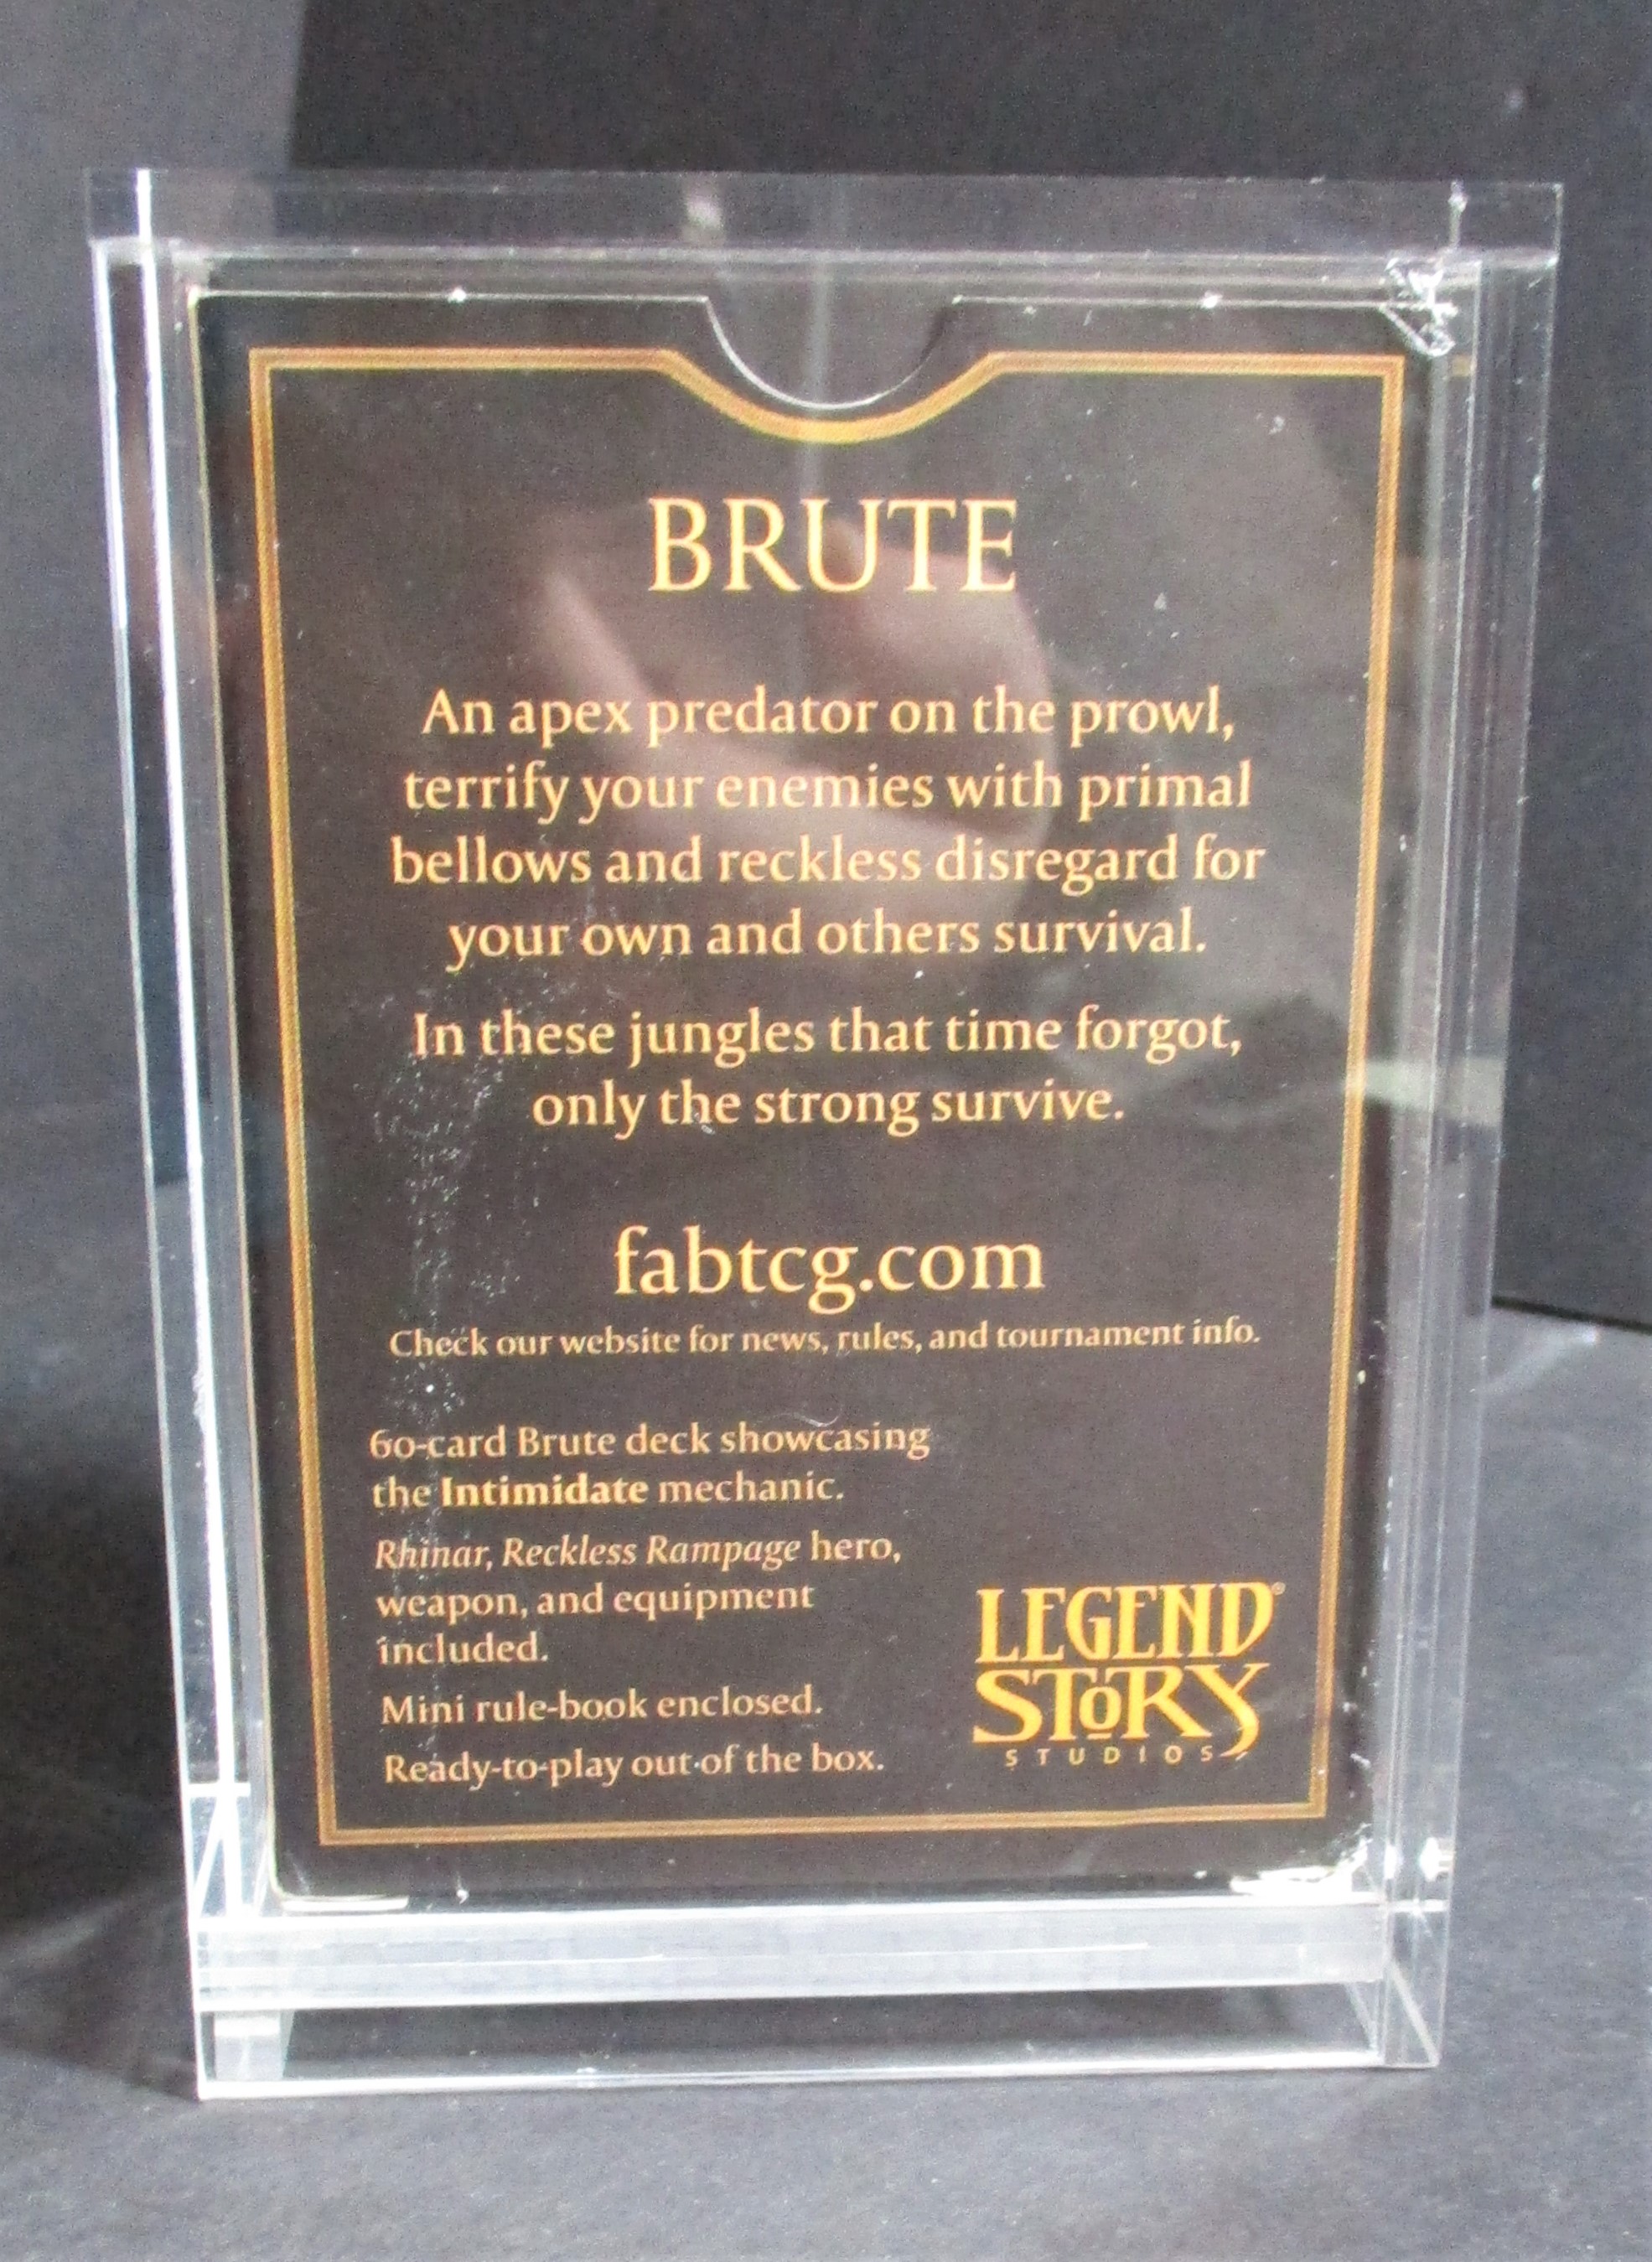 BRUTE
An apex predator on the prowl,
terrify your enemies with primal
bellows and reckless disregard for
your own and others survival.
In these jungles that time forgot,
only the strong survive.
fabtcg.com
Check our website for news, rules, and tournament info.
60-card Brute deck showcasing
the Intimidate mechanic.
Rhinar, Reckless Rampage hero,
weapon, and equipment
included.
Mini rule-book enclosed.
Ready-to-play out of the box.
LEGEND®
STORY
STUDIOS